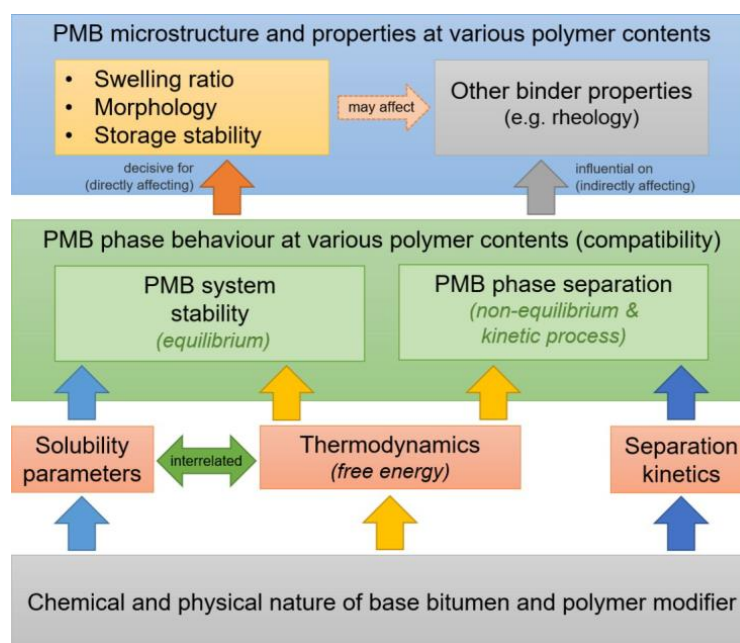 PMB microstructure and properties at various polymer contents
• Swelling ratio
• Morphology
• Storage stability
may affect
Other binder properties
(e.g. rheology)
decisive for
(directly affecting)
influential on
(indirectly affecting)
PMB phase behaviour at various polymer contents (compatibility)
PMB system
stability
(equilibrium)
PMB phase separation
(non-equilibrium &
kinetic process)
Solubility
parameters
interrelated
Thermodynamics
(free energy)
Separation
kinetics
Chemical and physical nature of base bitumen and polymer modifier